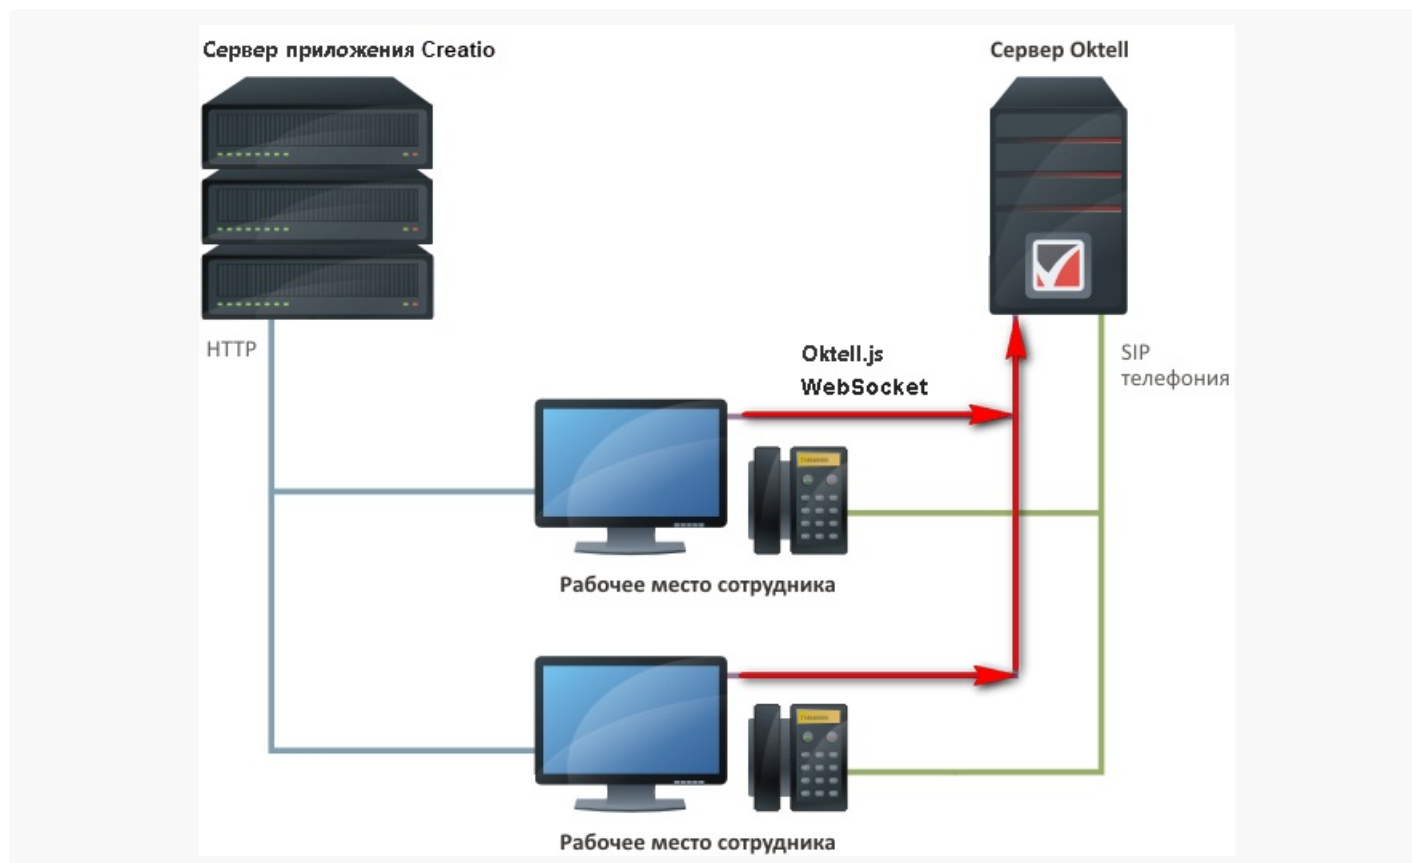 Сервер приложения Creatio
Сервер Oktell
HTTP
Oktell.js
WebSocket
SIP
телефония
Рабочее место сотрудника
Рабочее место сотрудника